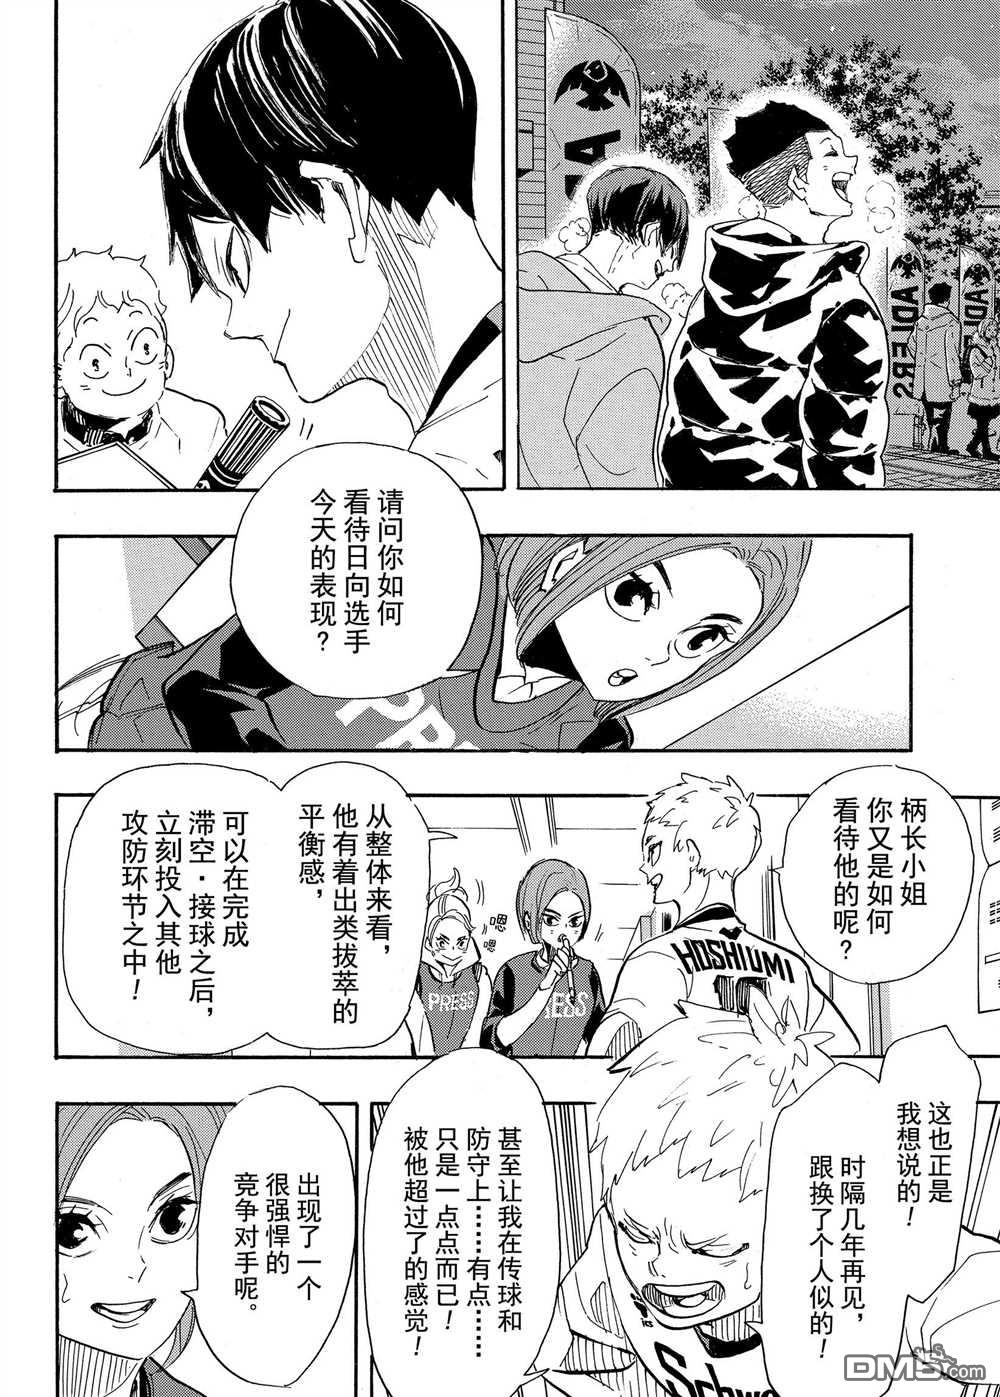 ADLERS
A
ADL
请问你如何
看待日向选手
今天的表现？
PRE
柄长小姐
你又是如何
看待他的呢？
从整体来看，
他有着出类拔萃的
平衡感，
可以在完成
滞空·接球之后，
立刻投入其他
攻防环节之中！
嗯
嗯
PRESS
RESS
HOSHIUMI
这也正是
我想说的！
时隔几年再见，
跟换了个人似的！
甚至让我在传球和
防守上……有点……
只是一点点而已！
被他超过了的感觉！
Schwe
出现了一个
很强悍的
竞争对手呢。
DM5.com